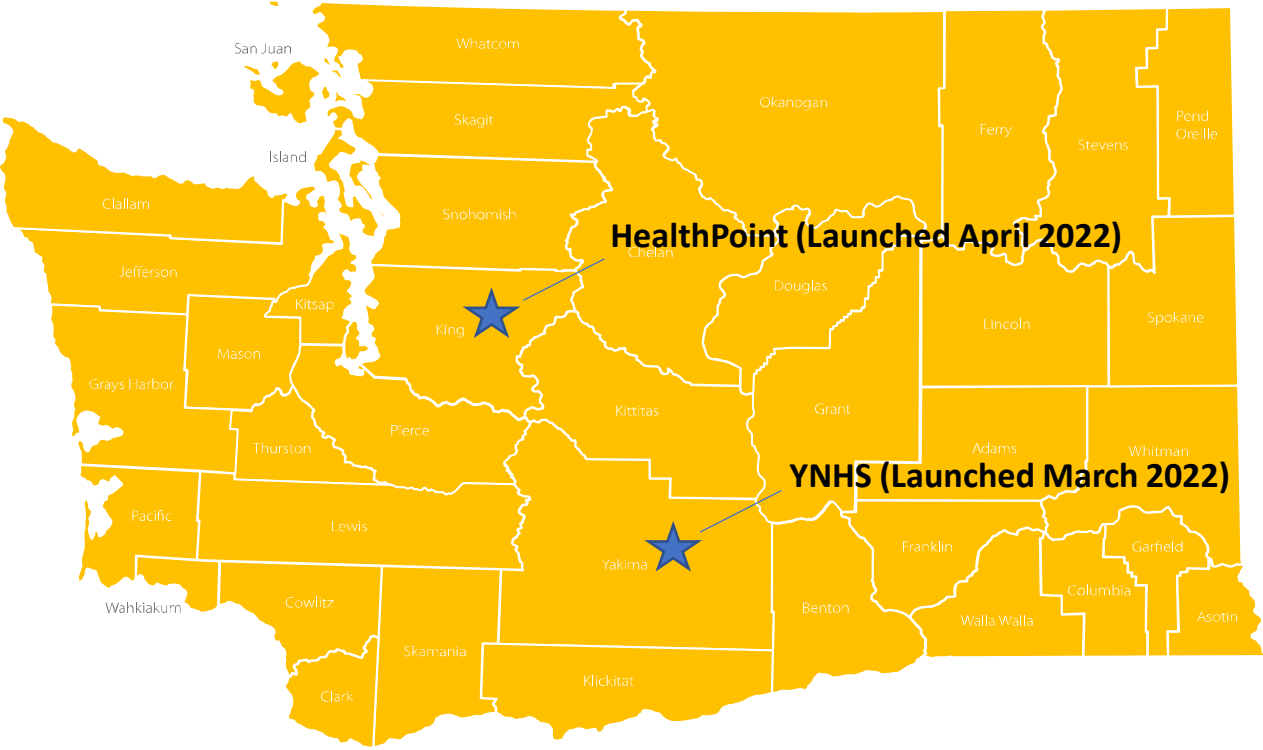 San Juan
Whatcom
Okanogan
Pend
Oreille
Skagit
Ferry
Stevens
Island
Clallam
Snohomish
HealthPoint (Launched April 2022)
Chelan
Jefferson
Douglas
Kitsap
King
Lincoln
Spokane
Mason
Grays Harbor
Kittitas
Grant
Pierce
Thurston
Adams
Whitman
YNHS (Launched March 2022)
Pacific
Lewis
Yakima
Franklin
Garfield
Wahkiakum
Cowlitz
Benton
Columbia
Walla Walla
Asotin
Skamania
Klickitat
Clark